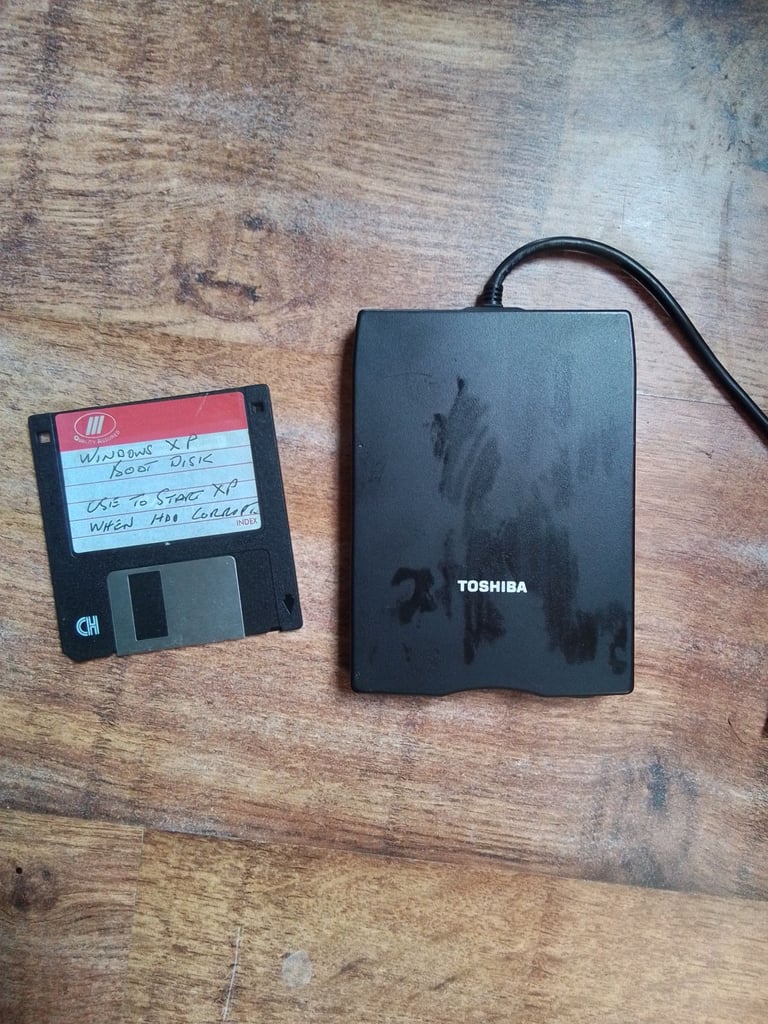 QUALITY ASSURED
WINDOWS XP
BOOT DISK
USE TO START XP
WHEN HDD CORRUPT.
INDEX
CH
TOSHIBA